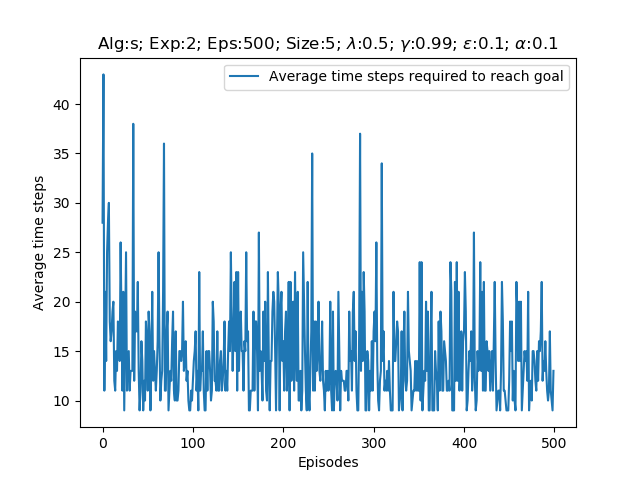 Alg:s; Exp:2; Eps:500; Size:5; λ:0.5; γ:0.99; ε:0.1; α:0.1
Average time steps required to reach goal
40
35
30
25
20
15
10
Average time steps
0 100 200 300 400 500
Episodes